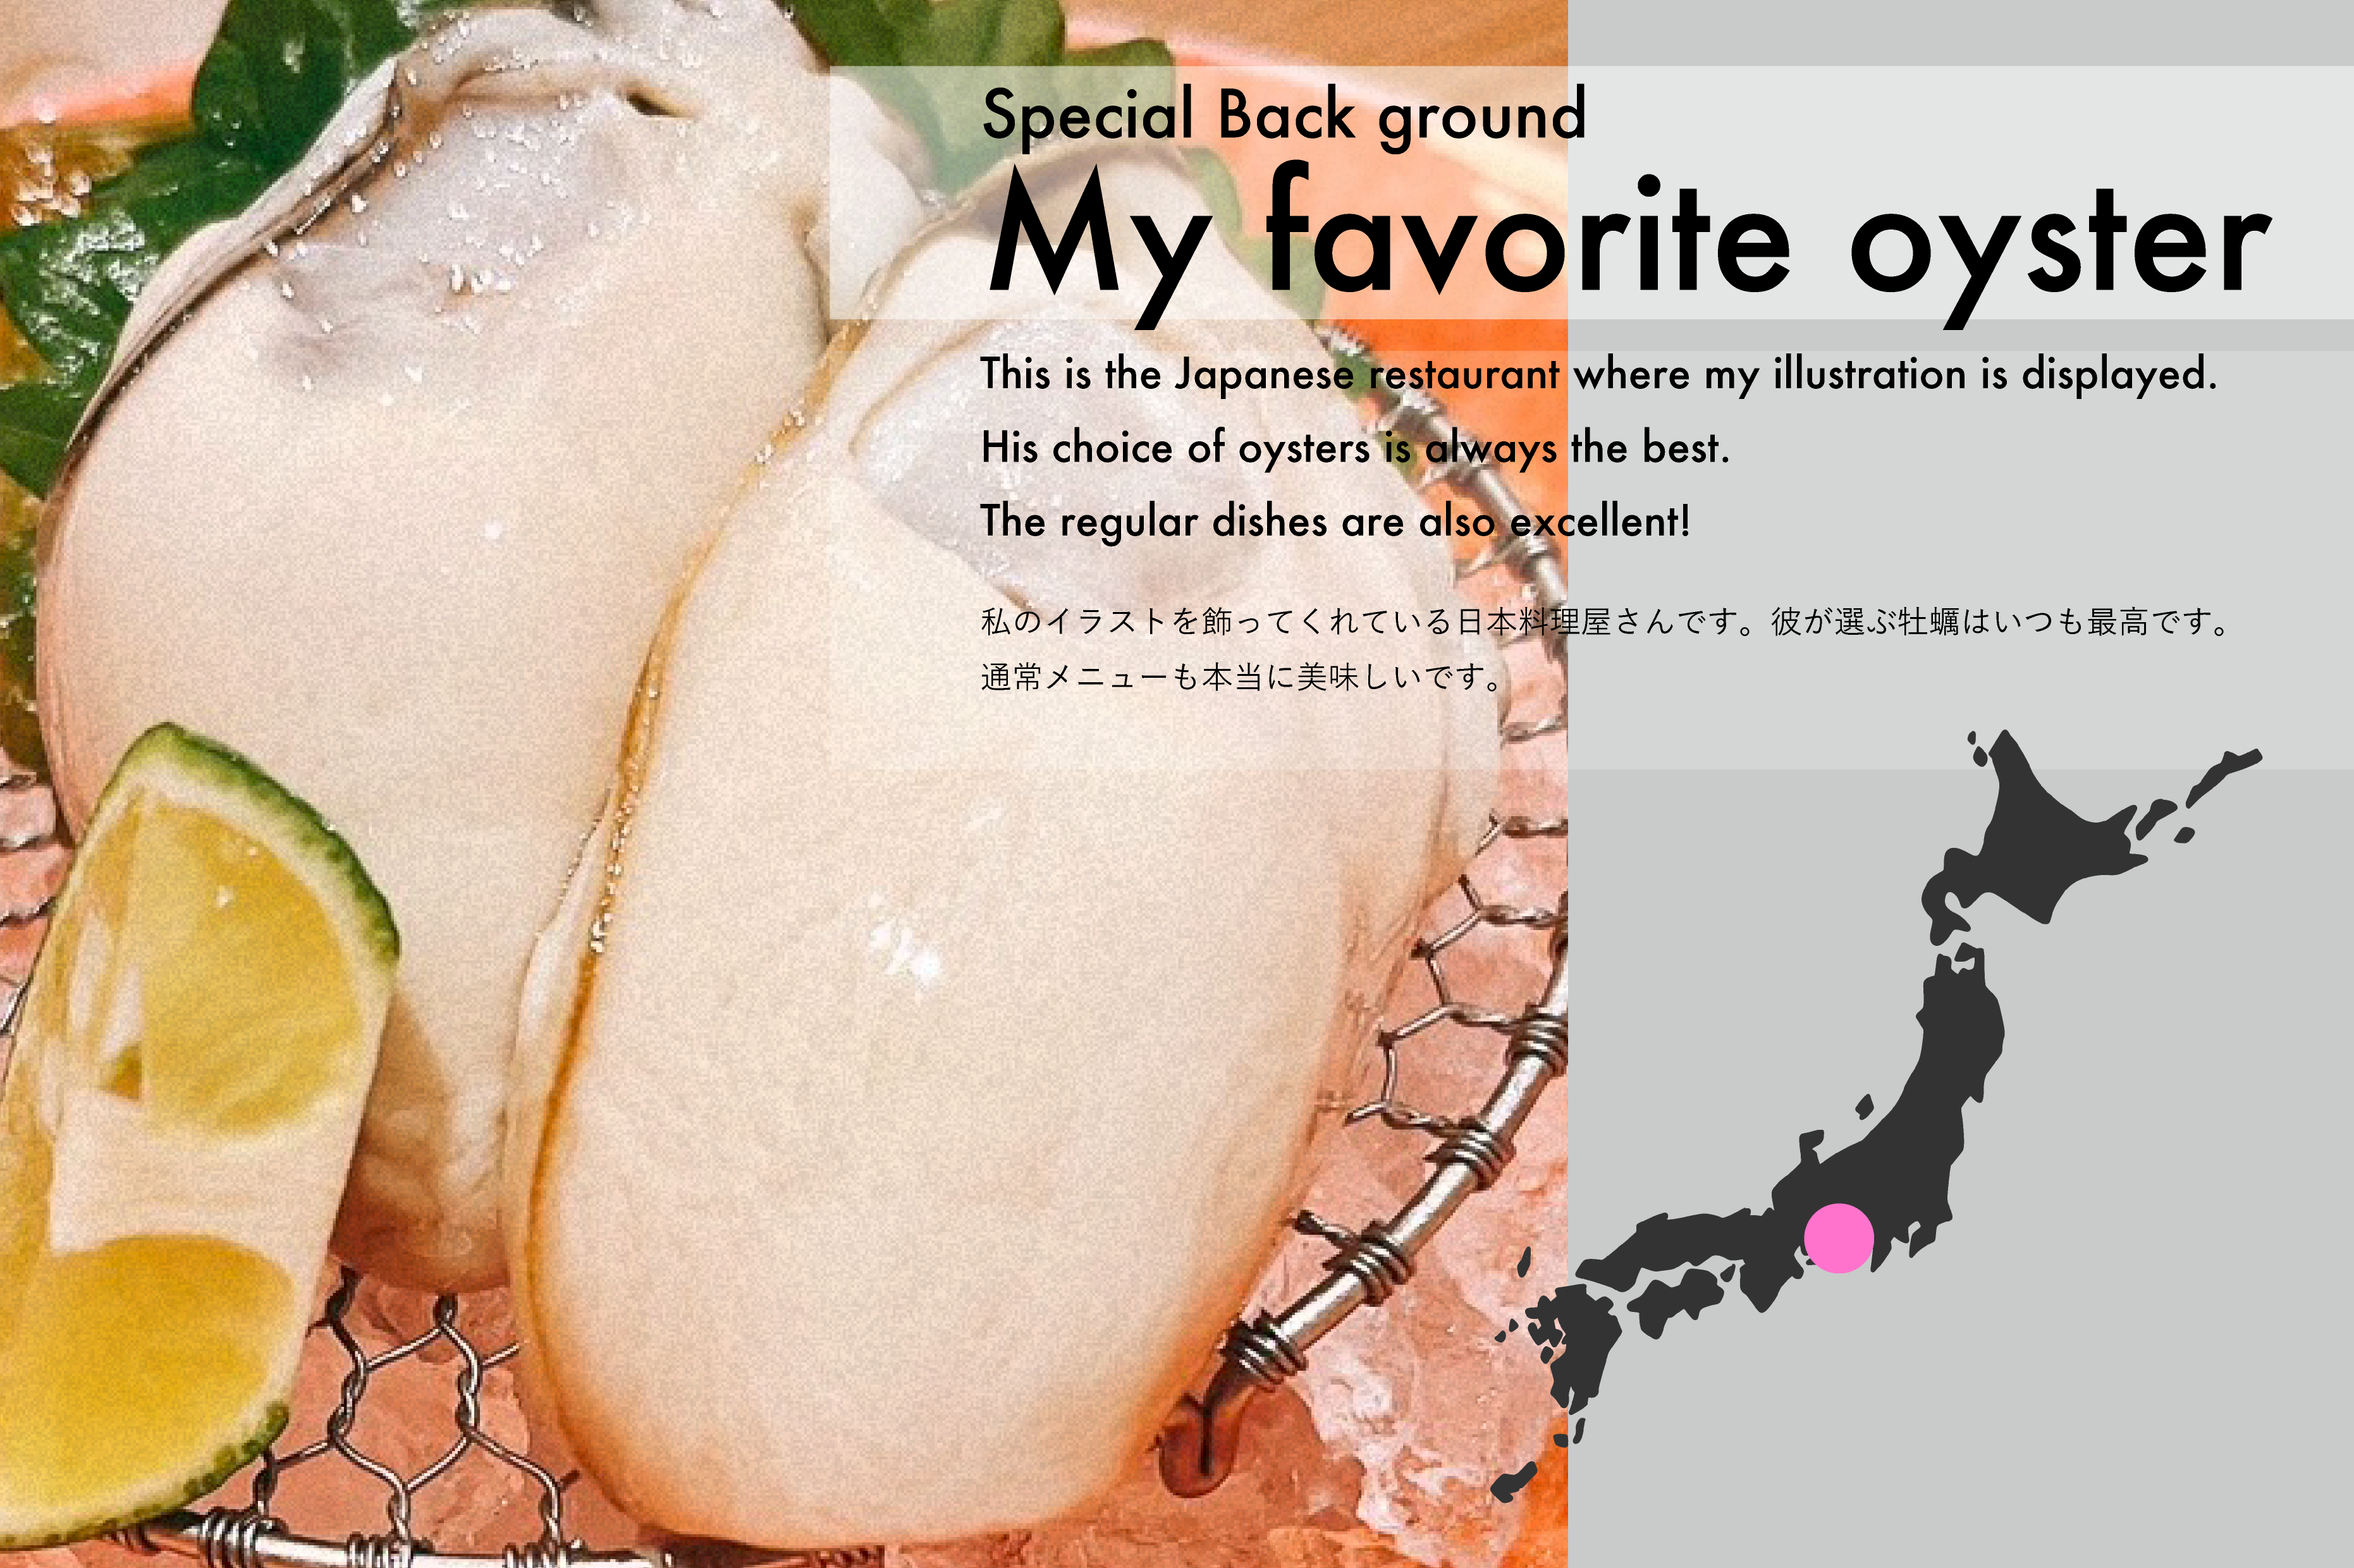 Special Back ground
My favorite oyster
This is the Japanese restaurant where my illustration is displayed.
His choice of oysters is always the best.
The regular dishes are also excellent!
私のイラストを飾ってくれている日本料理屋さんです。彼が選ぶ牡蠣はいつも最高です。
通常メニューも本当に美味しいです。